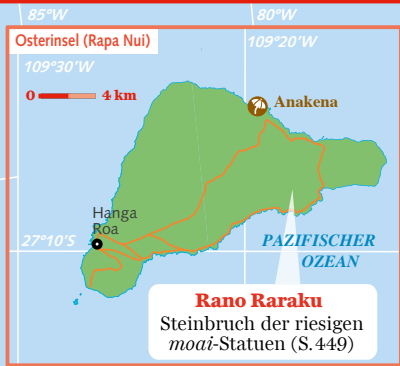 85°W
80°W
Osterinsel (Rapa Nui)
109°20'W
109°30'W
0 4 km
Anakena
Hanga
Roa
27°10'S
PAZIFISCHER
OZEAN
Rano Raraku
Steinbruch der riesigen
moai-Statuen (S. 449)